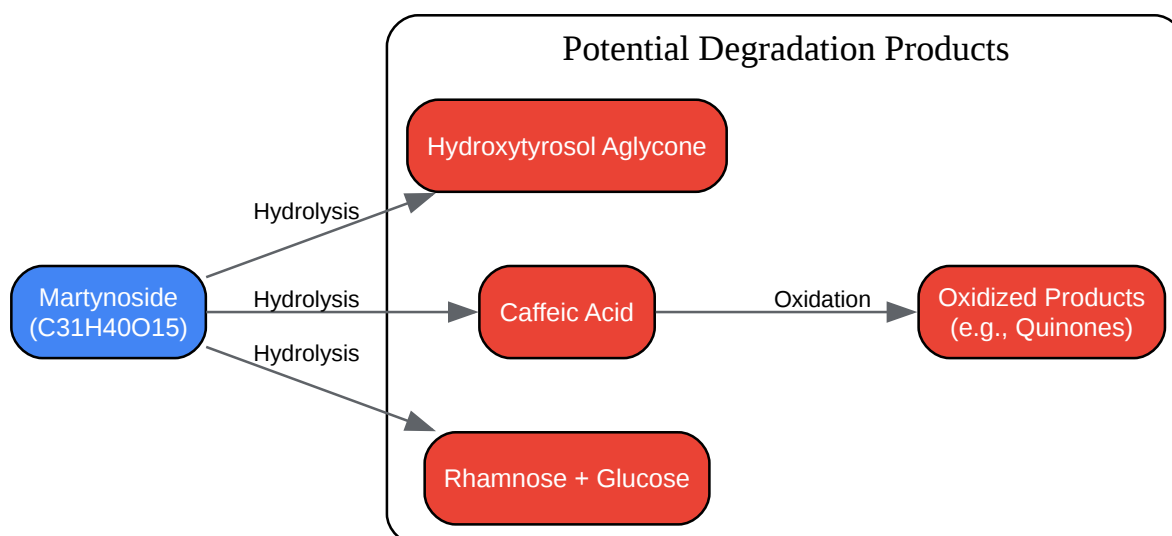 Potential Degradation Products
Hydroxytyrosol Aglycone
Hydrolysis
Martynoside
(C31H40O15)
Hydrolysis
Caffeic Acid
Oxidation
Oxidized Products
(e.g., Quinones)
Hydrolysis
Rhamnose + Glucose